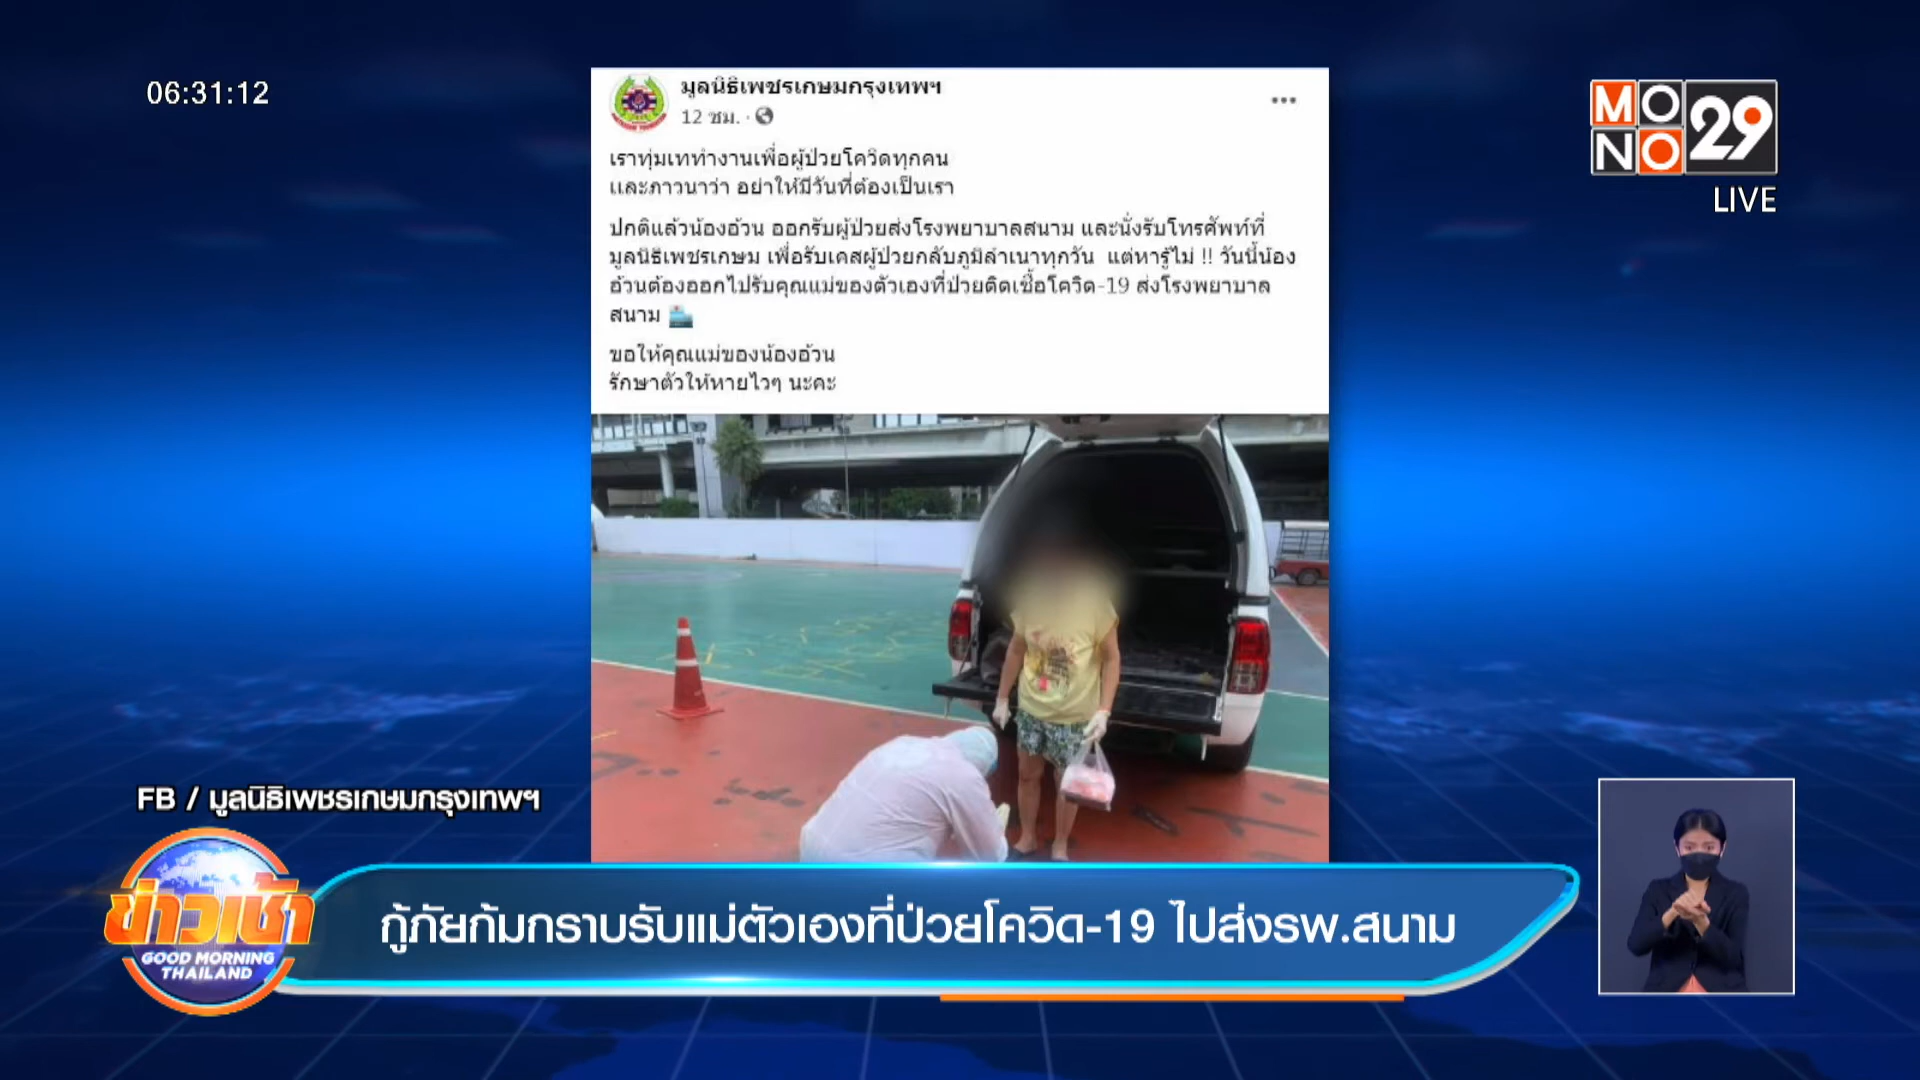 06:31:12
มูลนิธิเพชรเกษมกรุงเทพฯ
12 ชม. ·
MONO 29
LIVE
เราทุ่มเททำงานเพื่อผู้ป่วยโควิดทุกคน
และภาวนาว่า อย่าให้มีวันที่ต้องเป็นเรา
ปกติแล้วน้องอ้วน ออกรับผู้ป่วยส่งโรงพยาบาลสนาม และนั่งรับโทรศัพท์ที่
มูลนิธิเพชรเกษม เพื่อรับเคสผู้ป่วยกลับภูมิลำเนาทุกวัน แต่หารู้ไม่ !! วันนี้น้อง
อ้วนต้องออกไปรับคุณแม่ของตัวเองที่ป่วยติดเชื้อโควิด-19 ส่งโรงพยาบาล
สนาม
ขอให้คุณแม่ของน้องอ้วน
รักษาตัวให้หายไวๆ นะคะ
FB / มูลนิธิเพชรเกษมกรุงเทพฯ
ข่าวเช้า
GOOD MORNING
THAILAND
กู้ภัยก้มกราบรับแม่ตัวเองที่ป่วยโควิด-19 ไปส่งรพ.สนาม